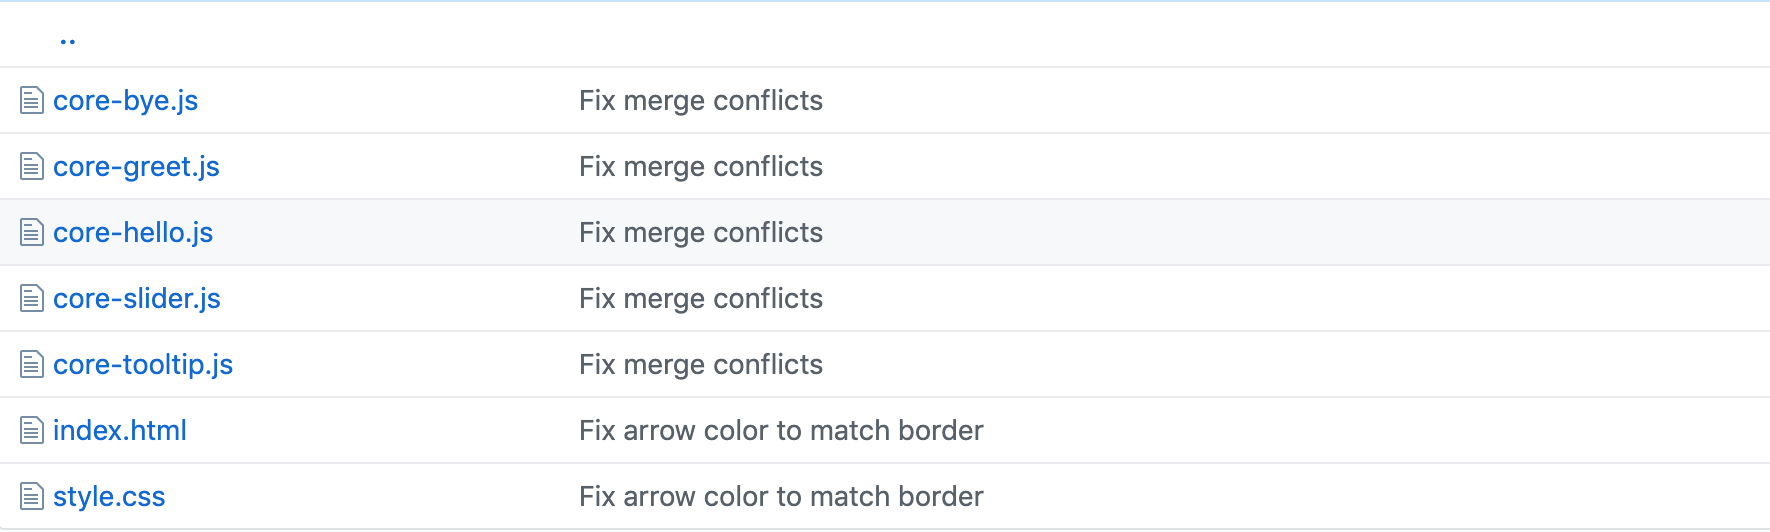 ..
core-bye.js Fix merge conflicts
core-greet.js Fix merge conflicts
core-hello.js Fix merge conflicts
core-slider.js Fix merge conflicts
core-tooltip.js Fix merge conflicts
index.html Fix arrow color to match border
style.css Fix arrow color to match border